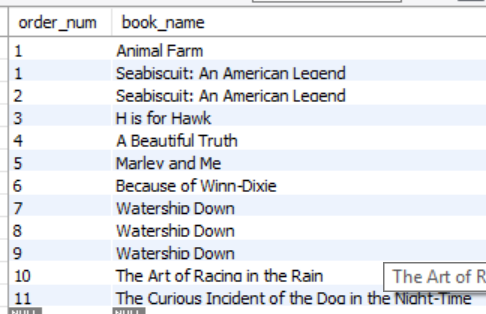 order_num book_name
1 Animal Farm
1 Seabiscuit: An American Legend
2 Seabiscuit: An American Legend
3 H is for Hawk
4 A Beautiful Truth
5 Marley and Me
6 Because of Winn-Dixie
7 Watership Down
8 Watership Down
9 Watership Down
10 The Art of Racing in the Rain The Art of R
11 The Curious Incident of the Dog in the Night-Time
NULL NULL